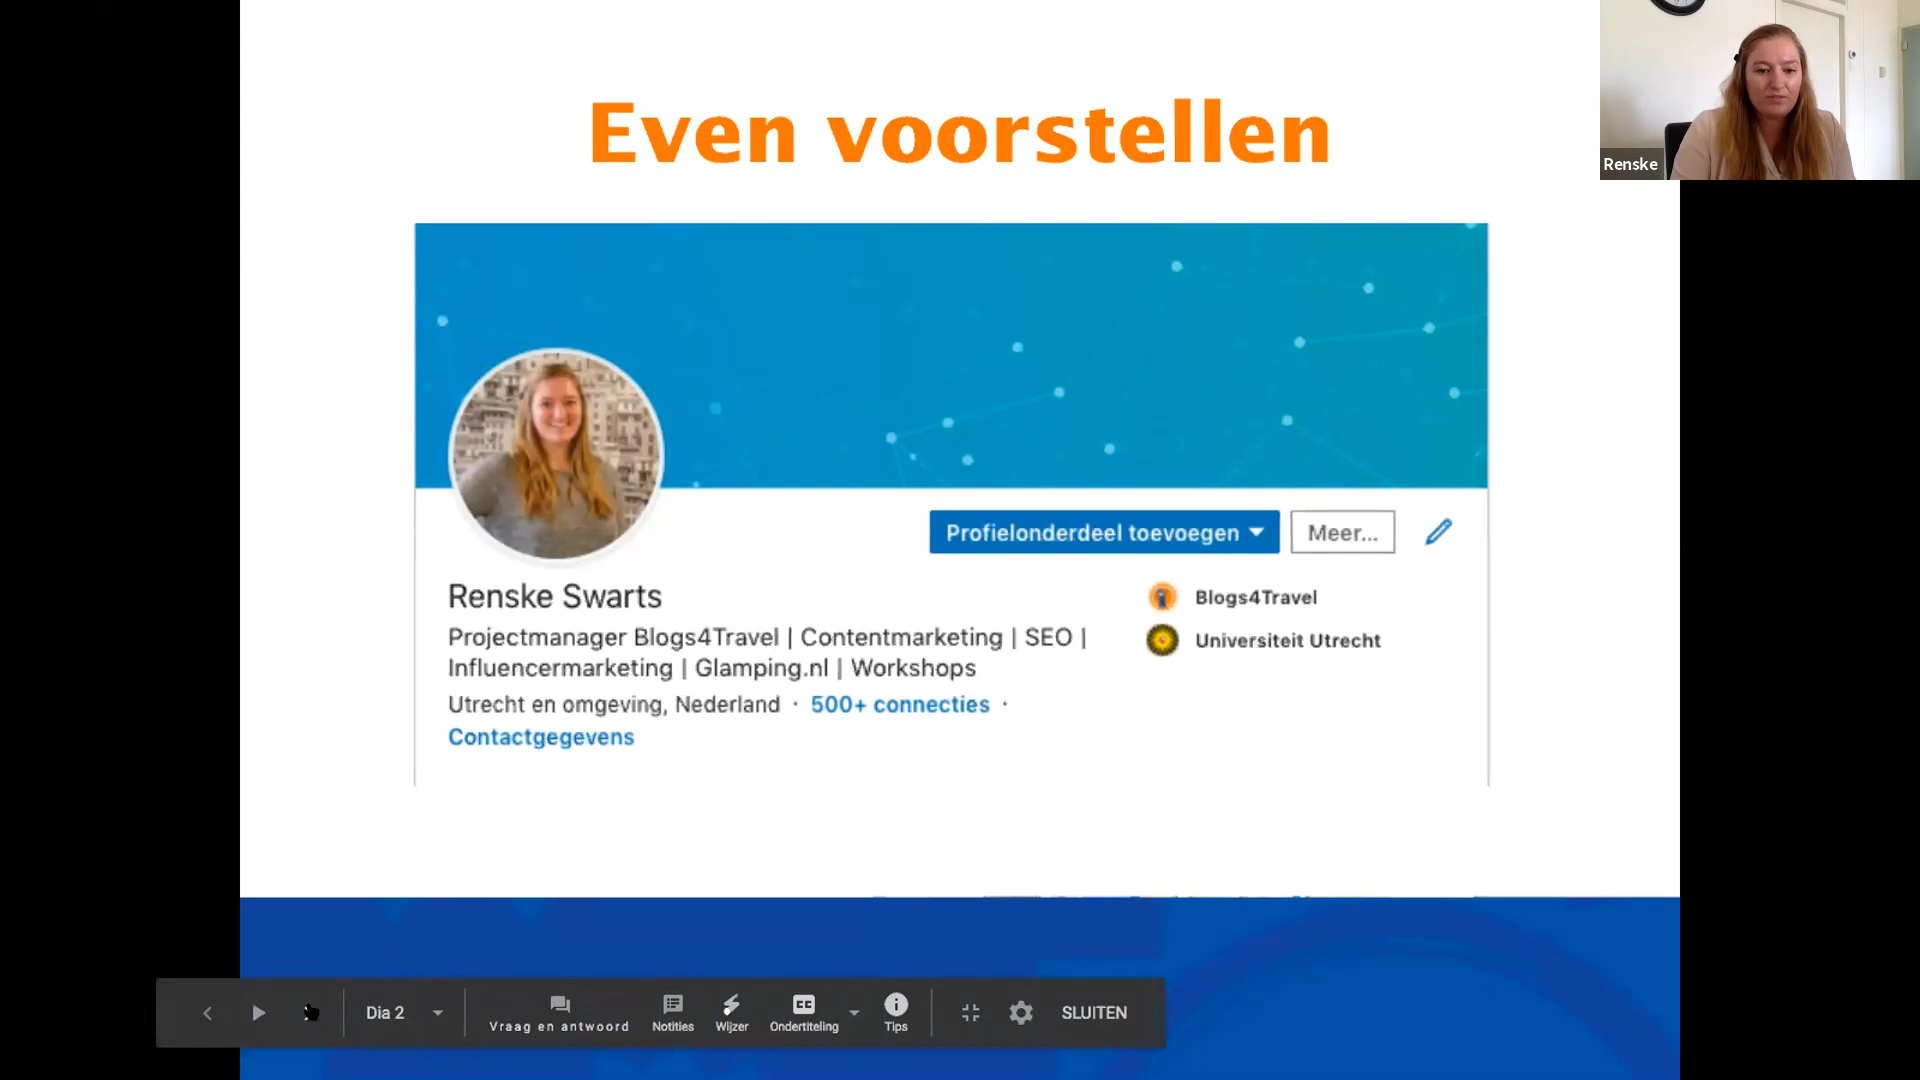 Even voorstellen
Renske
Profielonderdeel toevoegen
Meer...
Renske Swarts
Projectmanager Blogs4Travel | Contentmarketing | SEO |
Influencermarketing | Glamping.nl | Workshops
Utrecht en omgeving, Nederland · 500+ connecties ·
Contactgegevens
Blogs4Travel
Universiteit Utrecht
Dia 2
Vraag en antwoord
Notities
Wijzer
CC
Ondertiteling
Tips
SLUITEN